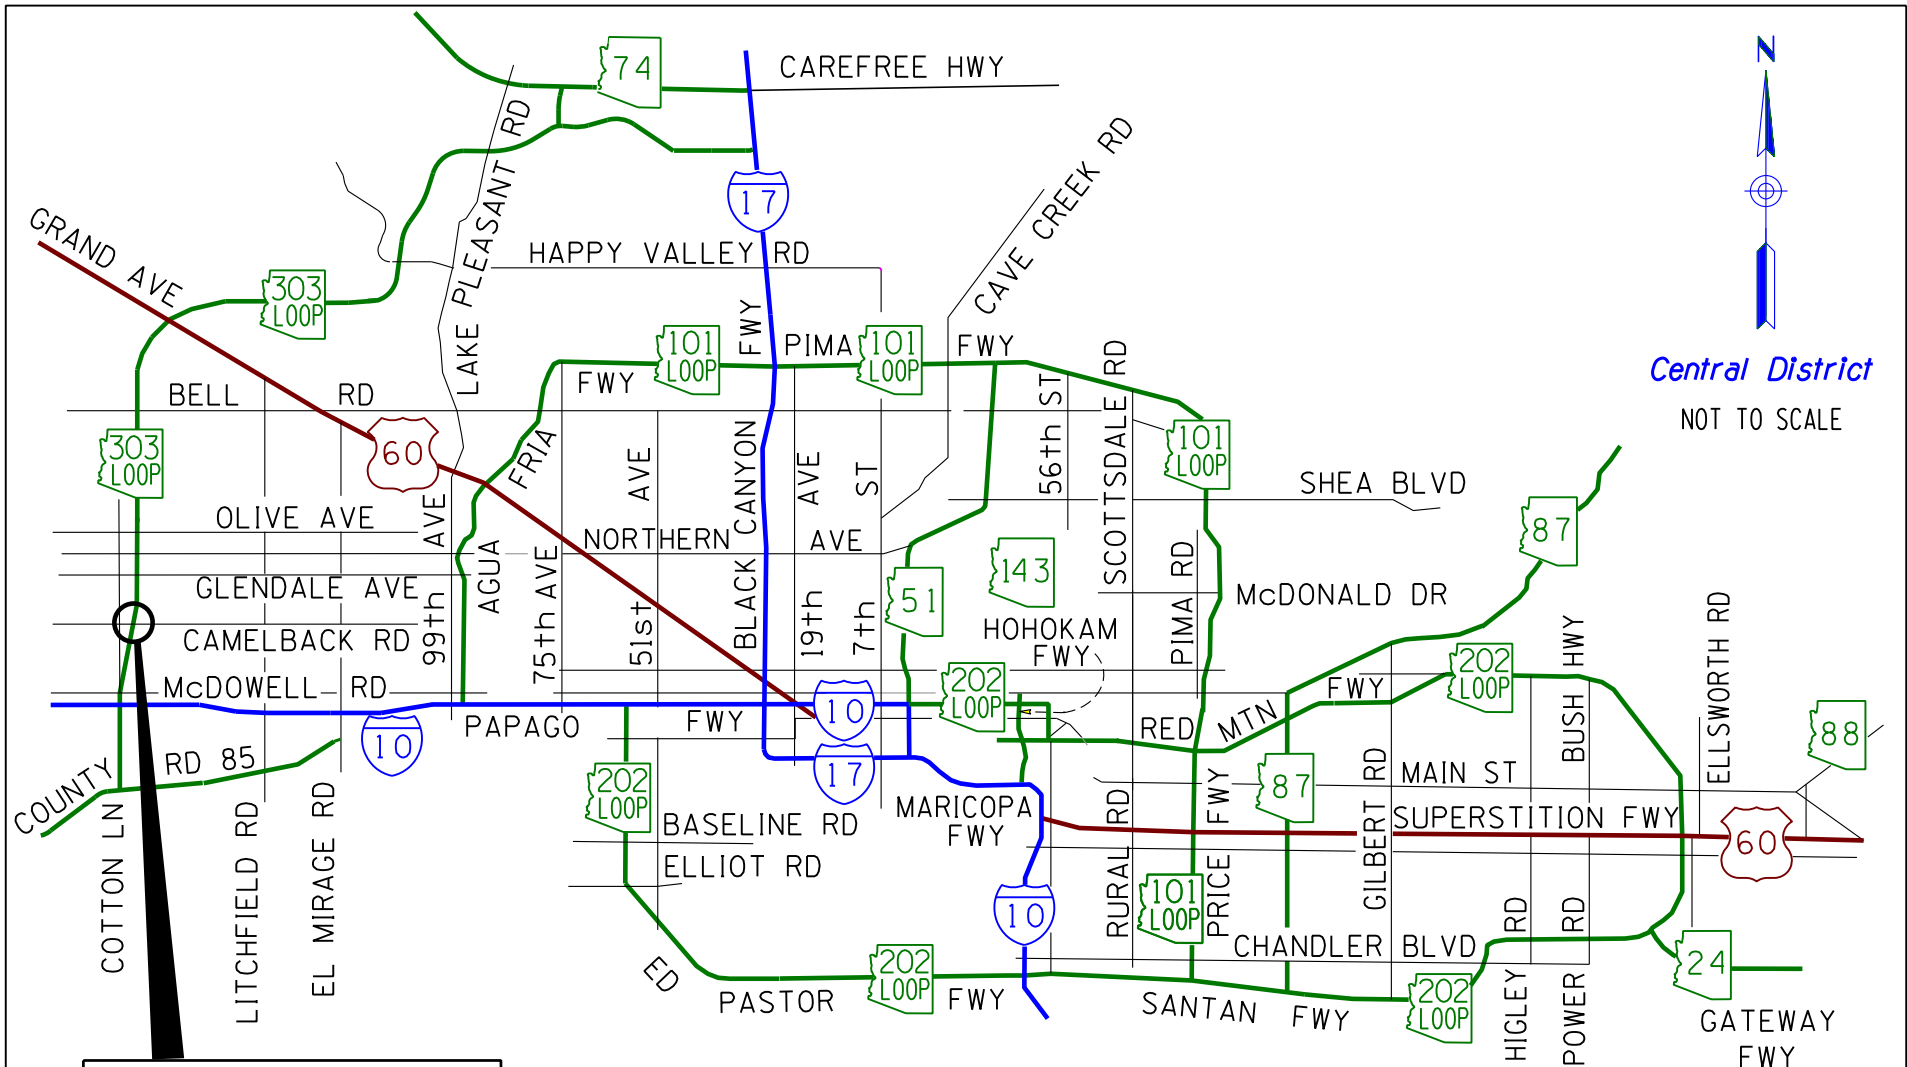 N
74
CAREFREE HWY
LAKE PLEASANT RD
17
CAVE CREEK RD
GRAND AVE
HAPPY VALLEY RD
303
LOOP
101
LOOP
FWY
PIMA
101
LOOP
FWY
Central District
NOT TO SCALE
BELL RD
FWY
60
303
LOOP
AGUA FRIA
BLACK CANYON FWY
56th ST
SCOTTSDALE RD
101
LOOP
SHEA BLVD
87
OLIVE AVE
NORTHERN AVE
99th AVE
75th AVE
51st AVE
19th AVE
7th ST
143
51
PIMA RD
McDONALD DR
GLENDALE AVE
CAMELBACK RD
HOHOKAM
FWY
202
LOOP
BUSH HWY
ELLSWORTH RD
McDOWELL RD
PAPAGO FWY
10
10
202
LOOP
RED MTN FWY
88
COUNTY RD 85
17
202
LOOP
87
MAIN ST
BASELINE RD
MARICOPA
FWY
SUPERSTITION FWY
60
ELLIOT RD
COTTON LN
LITCHFIELD RD
EL MIRAGE RD
10
RURAL RD
PRICE FWY
101
LOOP
GILBERT RD
CHANDLER BLVD
HIGLEY RD
POWER RD
24
ED PASTOR FWY
202
LOOP
SANTAN FWY
202
LOOP
GATEWAY
FWY